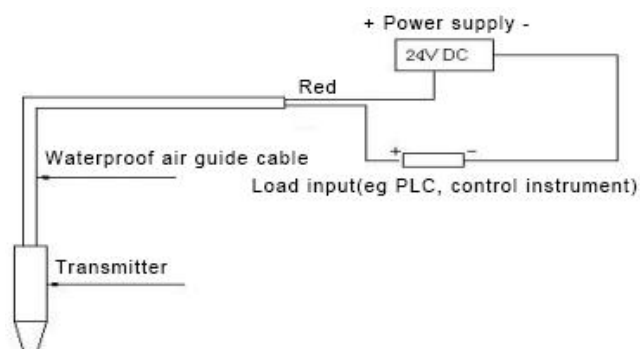 + Power supply -
24V DC
Red
Waterproof air guide cable
+ −
Load input(eg PLC, control instrument)
Transmitter